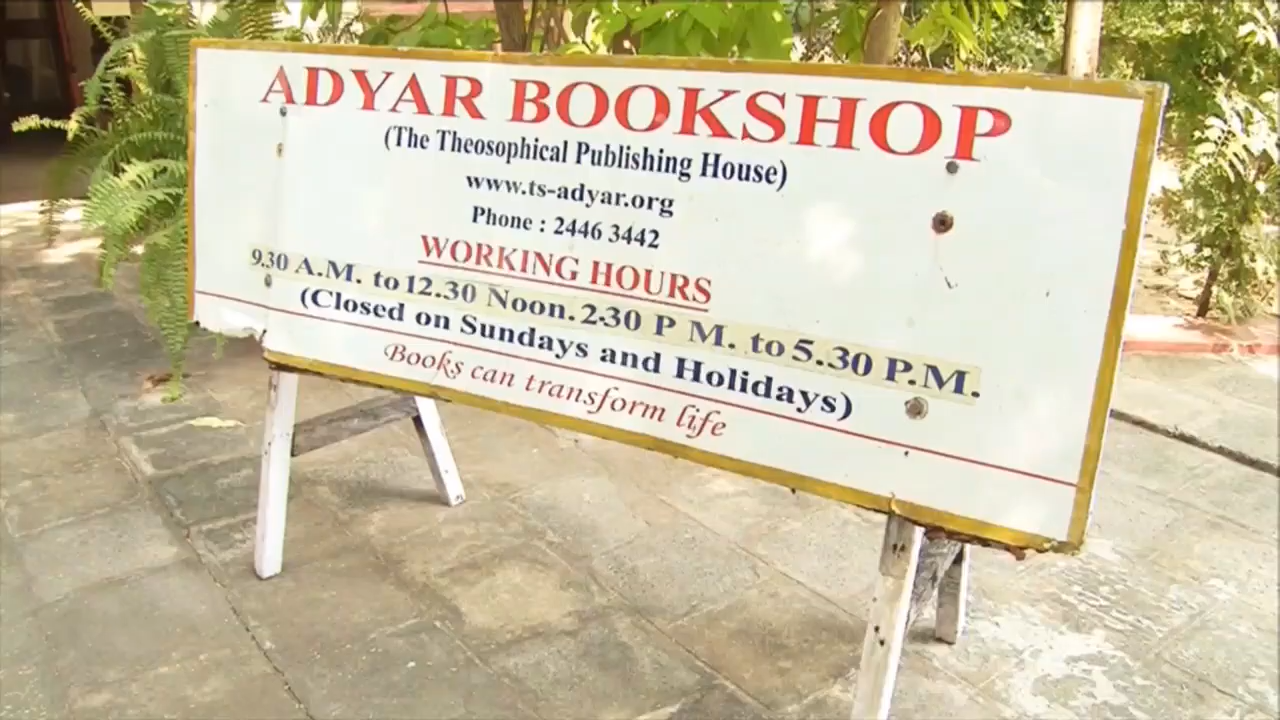 ADYAR BOOKSHOP
(The Theosophical Publishing House)
www.ts-adyar.org
Phone : 2446 3442
WORKING HOURS
9.30 A.M. to 12.30 Noon. 2-30 P M. to 5.30 P.M.
(Closed on Sundays and Holidays)
Books can transform life